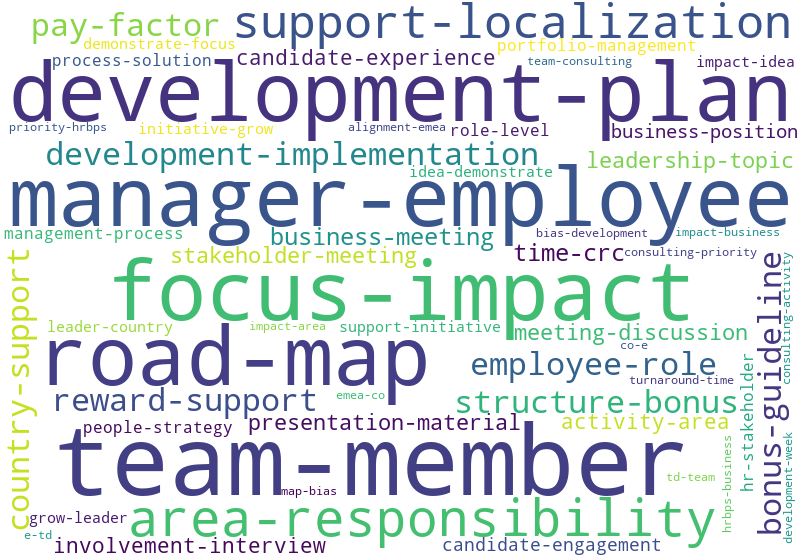 pay-factor
support-localization
demonstrate-focus
portfolio-management
process-solution
candidate-experience
team-consulting
impact-idea
development-plan
priority-hrbps
initiative-grow
alignment-emea
role-level
business-position
development-implementation
leadership-topic
idea-demonstrate
manager-employee
management-process
business-meeting
bias-development
impact-business
stakeholder-meeting
time-crc
consulting-priority
country-support
focus-impact
bonus-guideline
consulting-activity
leader-country
impact-area
support-initiative
meeting-discussion
road-map
co-e
employee-role
turnaround-time
hr-stakeholder
reward-support
emea-co
structure-bonus
people-strategy
presentation-material
activity-area
team-member
td-team
hrbps-business
development-week
map-bias
grow-leader
area-responsibility
e-td
involvement-interview
candidate-engagement